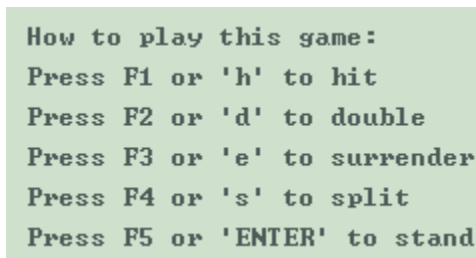 How to play this game:
Press F1 or 'h' to hit
Press F2 or 'd' to double
Press F3 or 'e' to surrender
Press F4 or 's' to split
Press F5 or 'ENTER' to stand